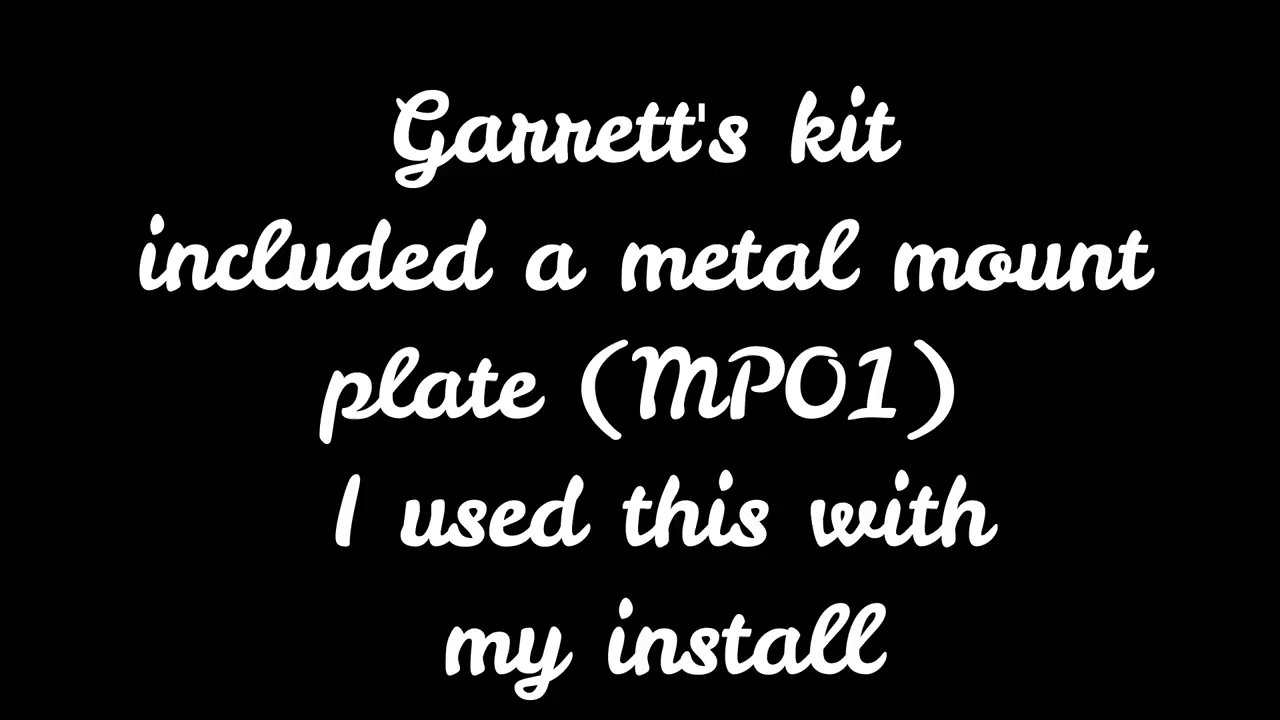 Garrett's kit
included a metal mount
plate (MP01)
I used this with
my install